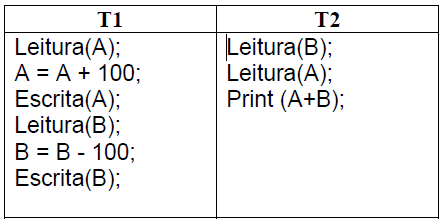 T1
T2
Leitura(A);
A = A + 100;
Escrita(A);
Leitura(B);
B = B - 100;
Escrita(B);
Leitura(B);
Leitura(A);
Print (A+B);